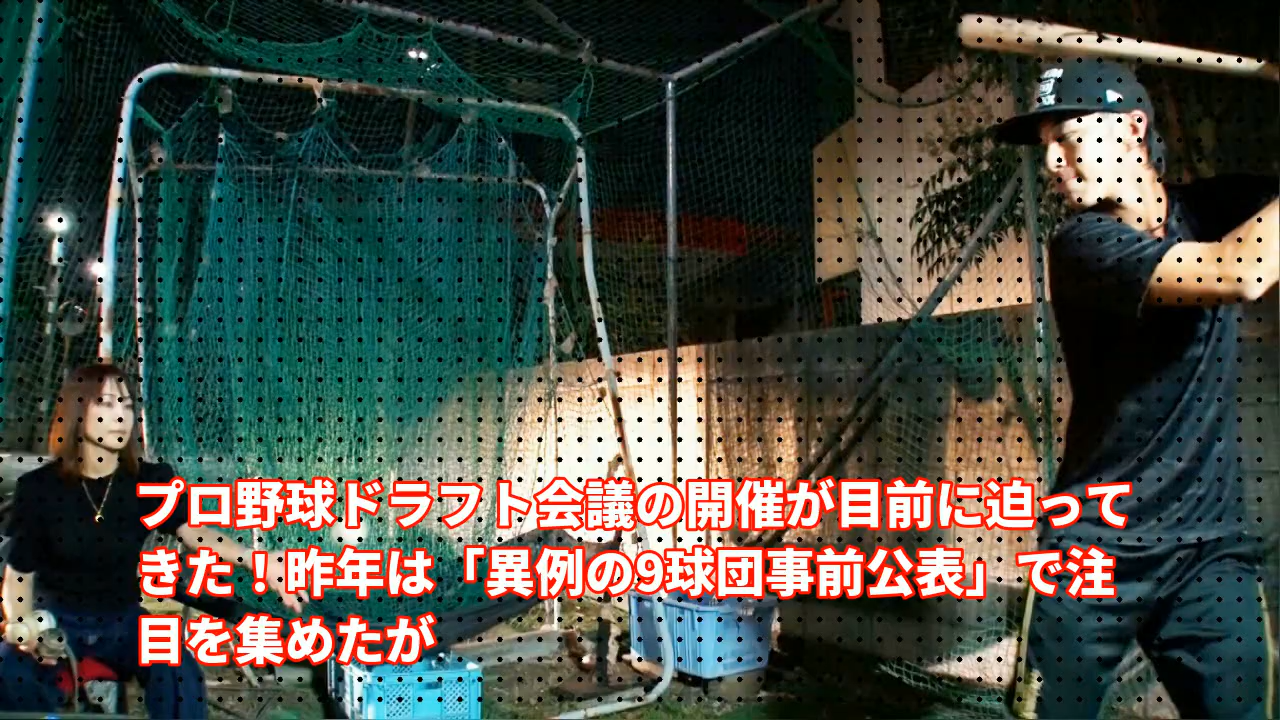 プロ野球ドラフト会議の開催が目前に迫って
きた！昨年は「異例の9球団事前公表」で注
目を集めたが